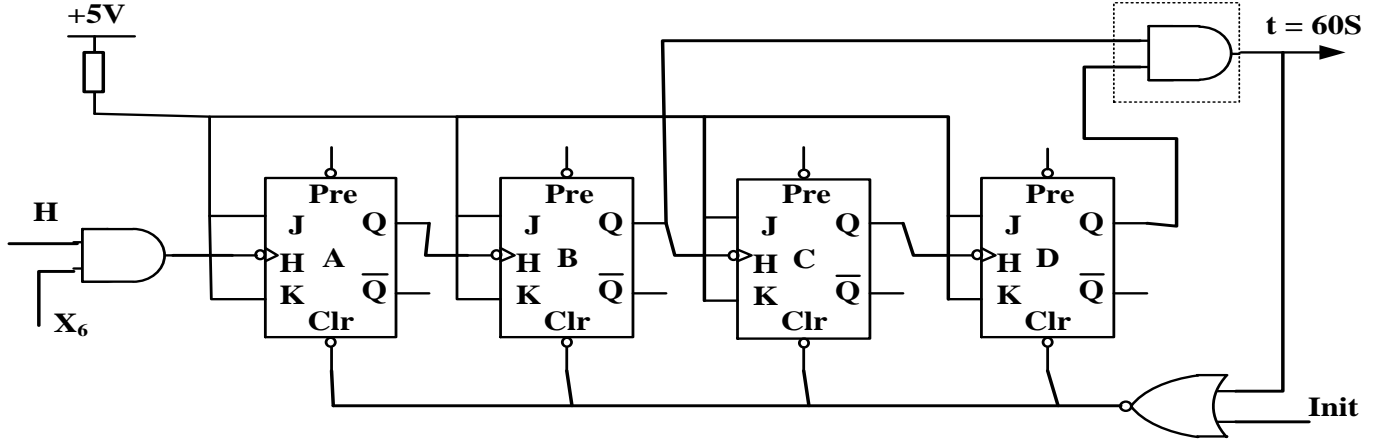 +5V
t = 60S
H
X₆
Pre
J
Q
H
A
K
Q̅
Clr
Pre
J
Q
H
B
K
Q̅
Clr
Pre
J
Q
H
C
K
Q̅
Clr
Pre
J
Q
H
D
K
Q̅
Clr
Init